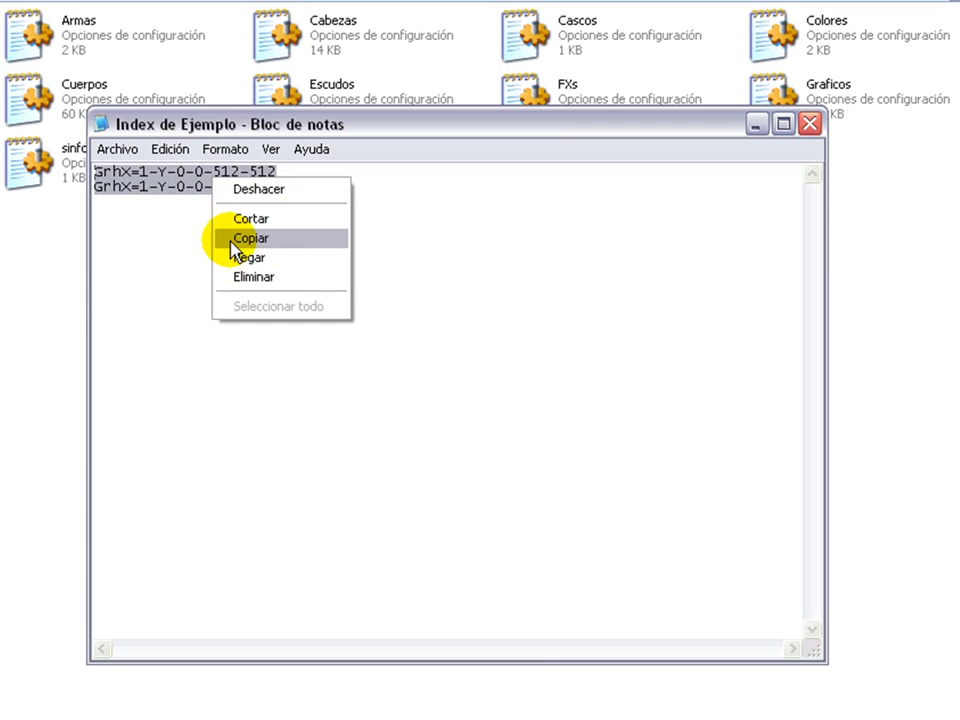 Armas
Opciones de configuración
2 KB
Cabezas
Opciones de configuración
14 KB
Cascos
Opciones de configuración
1 KB
Colores
Opciones de configuración
2 KB
Cuerpos
Opciones de configuración
60 K
Escudos
Opciones de configuración
FXs
Opciones de configuración
Graficos
Opciones de configuración
KB
sinfo
Opci
1 KB
Index de Ejemplo - Bloc de notas
Archivo Edición Formato Ver Ayuda
GrhX=1-Y-0-0-512-512
GrhX=1-Y-0-0-
Deshacer
Cortar
Copiar
Pegar
Eliminar
Seleccionar todo